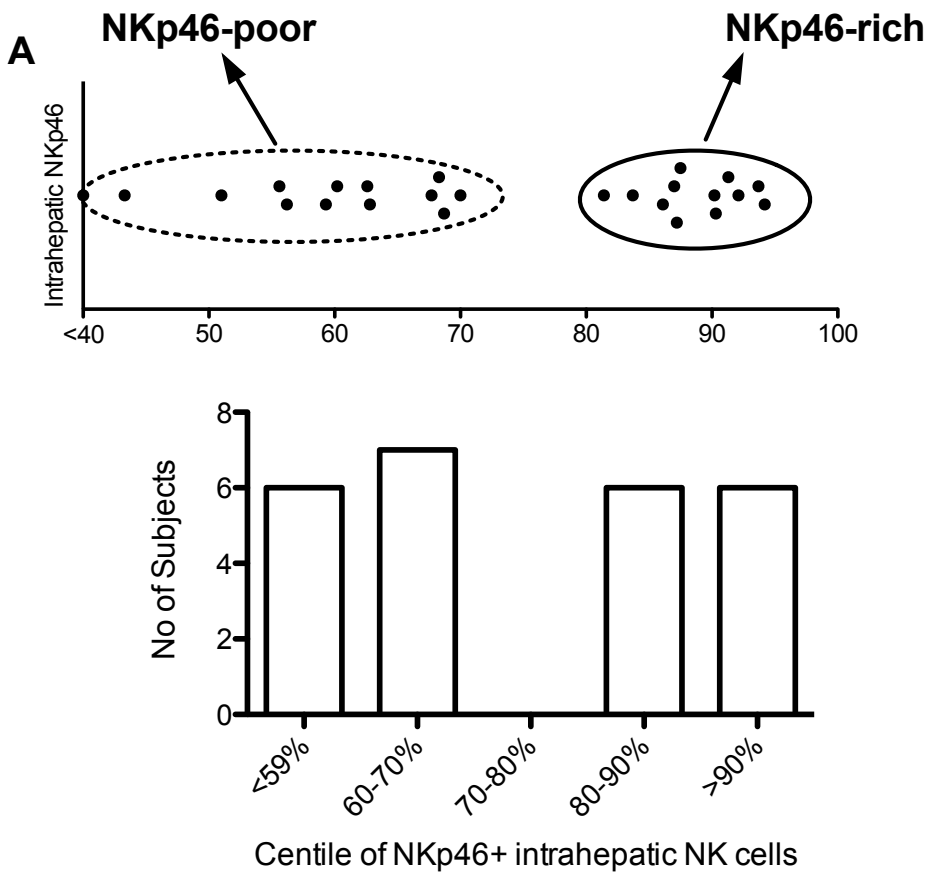 NKp46-poor NKp46-rich
A
Intrahepatic NKp46
<40 50 60 70 80 90 100
8
6
4
2
0
No of Subjects
<59% 60-70% 70-80% 80-90% >90%
Centile of NKp46+ intrahepatic NK cells